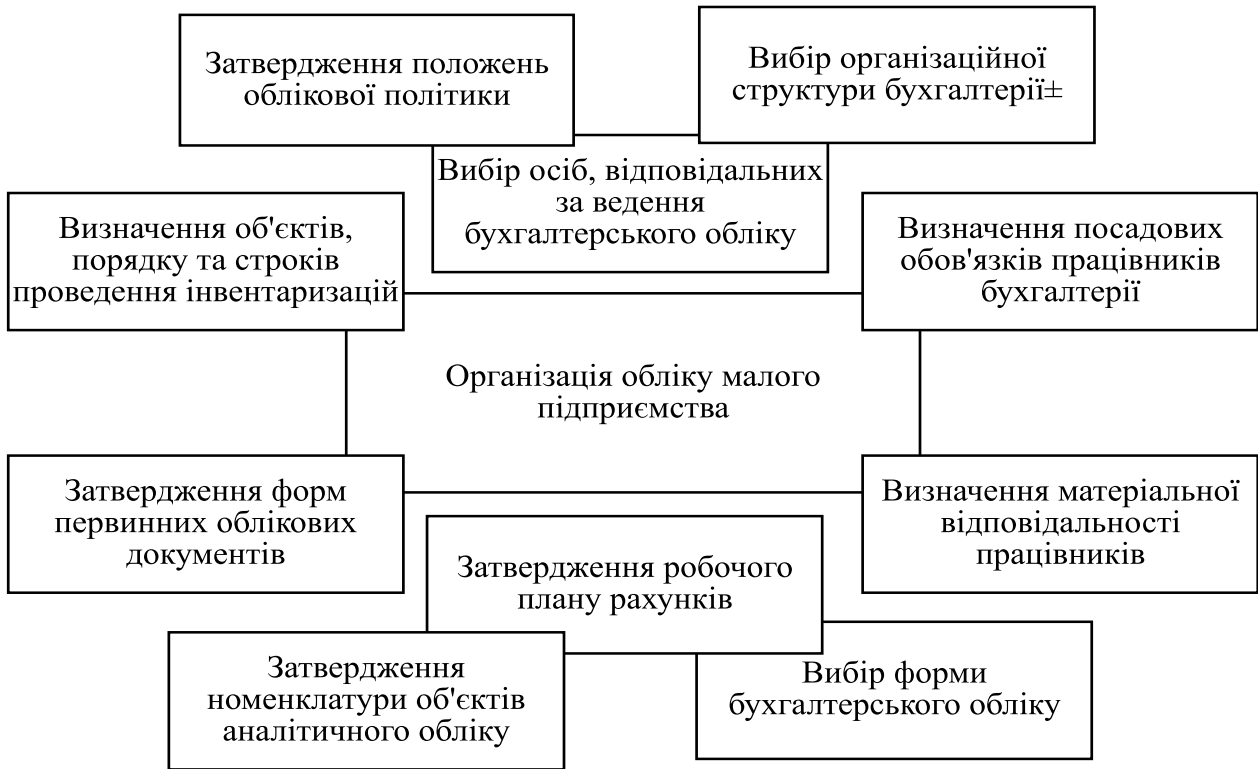 Затвердження положень
облікової політики
Вибір організаційної
структури бухгалтерії±
Вибір осіб, відповідальних
за ведення
бухгалтерського обліку
Визначення об'єктів,
порядку та строків
проведення інвентаризацій
Визначення посадових
обов'язків працівників
бухгалтерії
Організація обліку малого
підприємства
Затвердження форм
первинних облікових
документів
Визначення матеріальної
відповідальності
працівників
Затвердження робочого
плану рахунків
Затвердження
номенклатури об'єктів
аналітичного обліку
Вибір форми
бухгалтерського обліку